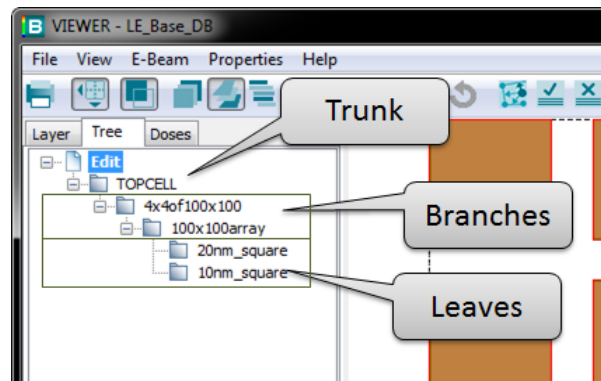 VIEWER - LE_Base_DB
File View E-Beam Properties Help
Layer Tree Doses
Trunk
Edit
TOPCELL
4x4of100x100
Branches
100x100array
20nm_square
10nm_square
Leaves